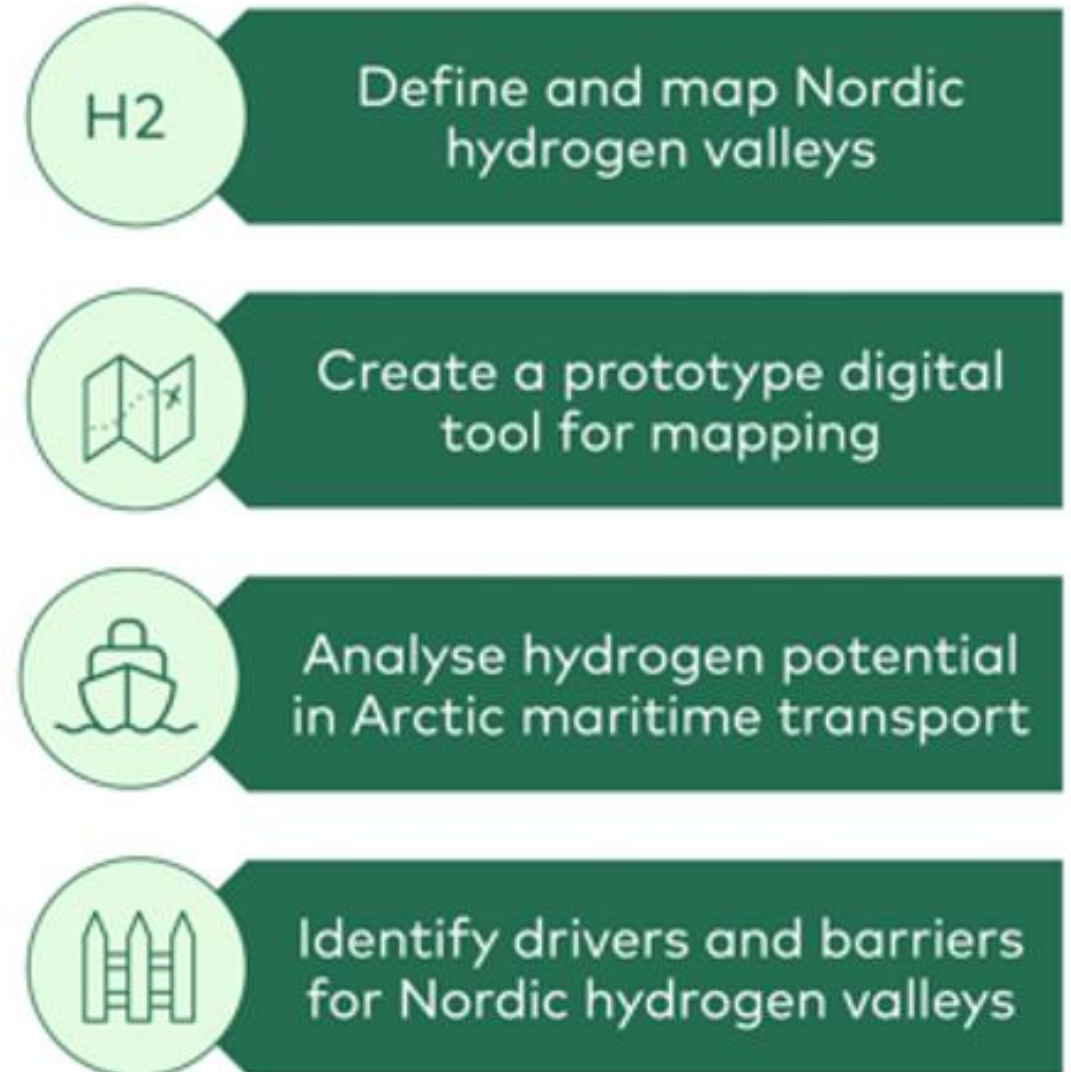 H2
Define and map Nordic
hydrogen valleys
Create a prototype digital
tool for mapping
Analyse hydrogen potential
in Arctic maritime transport
Identify drivers and barriers
for Nordic hydrogen valleys